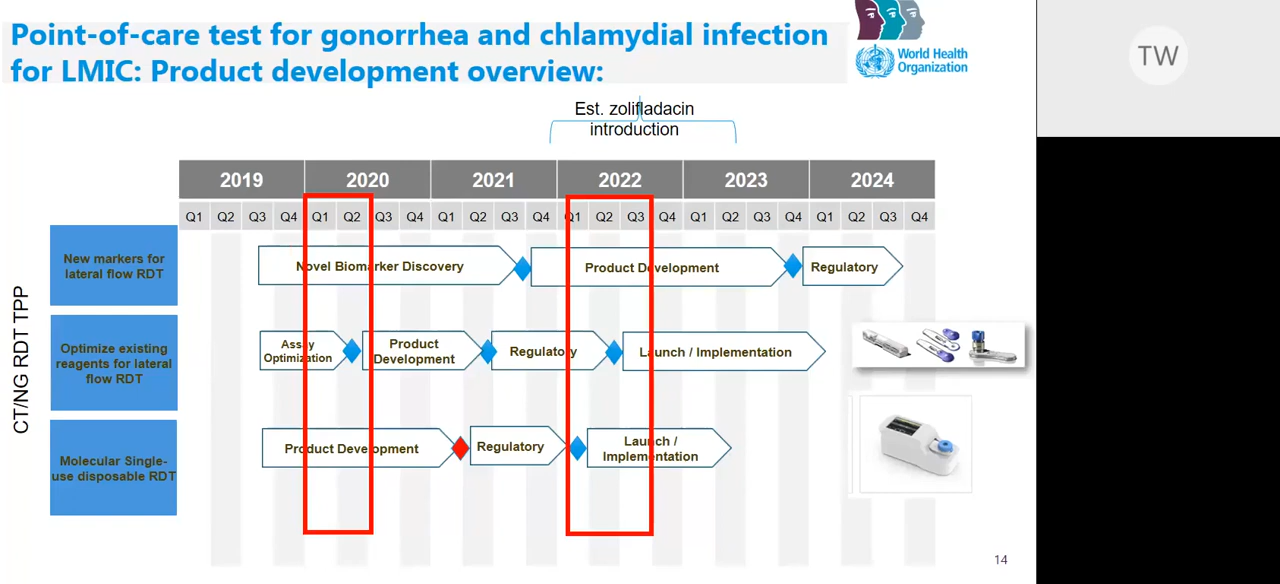 Point-of-care test for gonorrhea and chlamydial infection
for LMIC: Product development overview:
World Health
Organization
TW
Est. zolifladacin
introduction
2019 2020 2021 2022 2023 2024
Q1 Q2 Q3 Q4 Q1 Q2 Q3 Q4 Q1 Q2 Q3 Q4 Q1 Q2 Q3 Q4 Q1 Q2 Q3 Q4 Q1 Q2 Q3 Q4
CT/NG RDT TPP
New markers for
lateral flow RDT
Novel Biomarker Discovery
Product Development
Regulatory
Optimize existing
reagents for lateral
flow RDT
Assay
Optimization
Product
Development
Regulatory
Launch / Implementation
Molecular Single-
use disposable RDT
Product Development
Regulatory
Launch /
Implementation
14